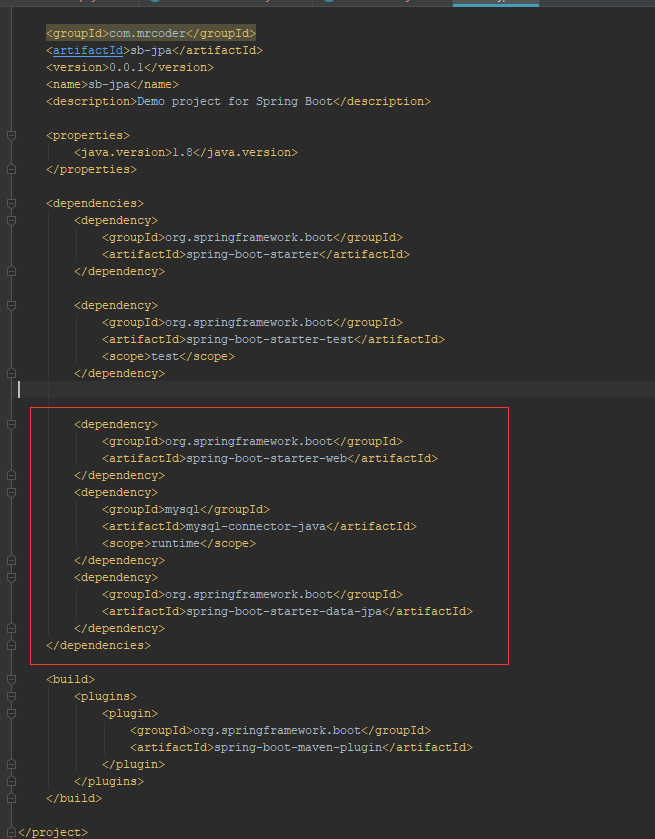 <groupId>com.mrcoder</groupId>
<artifactId>sb-jpa</artifactId>
<version>0.0.1</version>
<name>sb-jpa</name>
<description>Demo project for Spring Boot</description>
<properties>
<java.version>1.8</java.version>
</properties>
<dependencies>
<dependency>
<groupId>org.springframework.boot</groupId>
<artifactId>spring-boot-starter</artifactId>
</dependency>
<dependency>
<groupId>org.springframework.boot</groupId>
<artifactId>spring-boot-starter-test</artifactId>
<scope>test</scope>
</dependency>
<dependency>
<groupId>org.springframework.boot</groupId>
<artifactId>spring-boot-starter-web</artifactId>
</dependency>
<dependency>
<groupId>mysql</groupId>
<artifactId>mysql-connector-java</artifactId>
<scope>runtime</scope>
</dependency>
<dependency>
<groupId>org.springframework.boot</groupId>
<artifactId>spring-boot-starter-data-jpa</artifactId>
</dependency>
</dependencies>
<build>
<plugins>
<plugin>
<groupId>org.springframework.boot</groupId>
<artifactId>spring-boot-maven-plugin</artifactId>
</plugin>
</plugins>
</build>
</project>